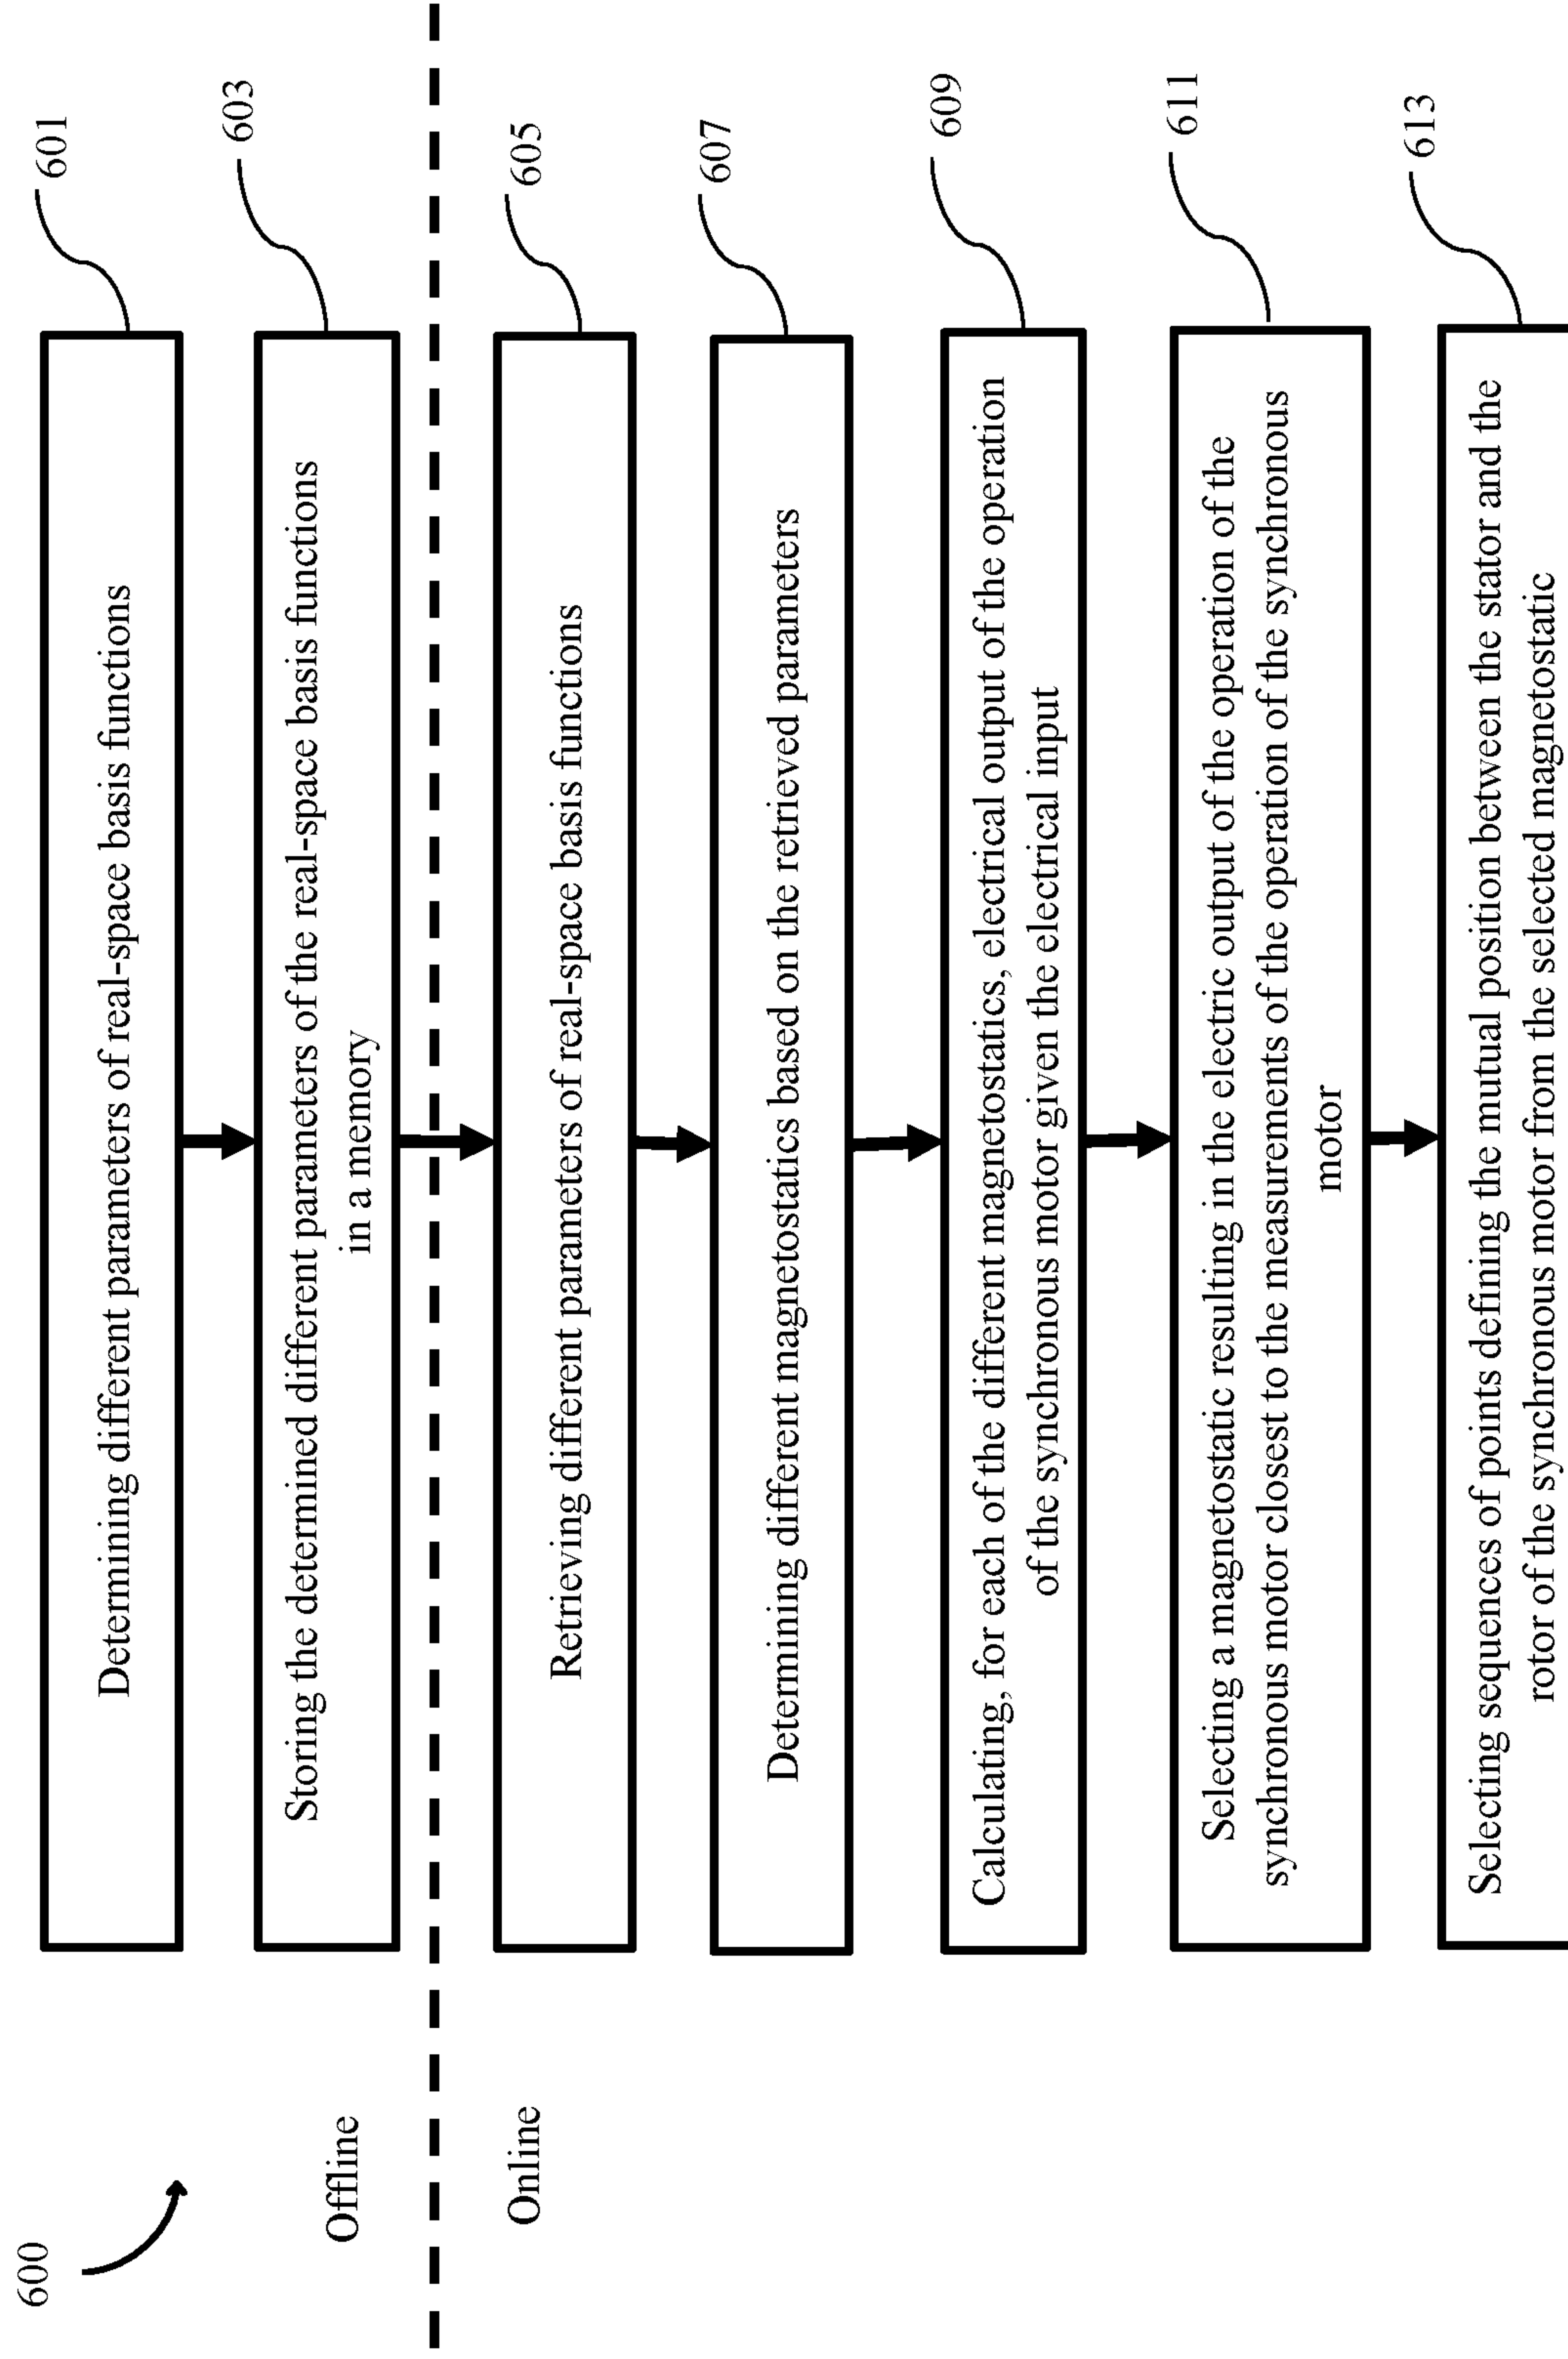 600
601
Determining different parameters of real-space basis functions
603
Storing the determined different parameters of the real-space basis functions
in a memory
Offline
Online
605
Retrieving different parameters of real-space basis functions
607
Determining different magnetostatics based on the retrieved parameters
609
Calculating, for each of the different magnetostatics, electrical output of the operation
of the synchronous motor given the electrical input
611
Selecting a magnetostatic resulting in the electric output of the operation of the
synchronous motor closest to the measurements of the operation of the synchronous
motor
613
Selecting sequences of points defining the mutual position between the stator and the
rotor of the synchronous motor from the selected magnetostatic